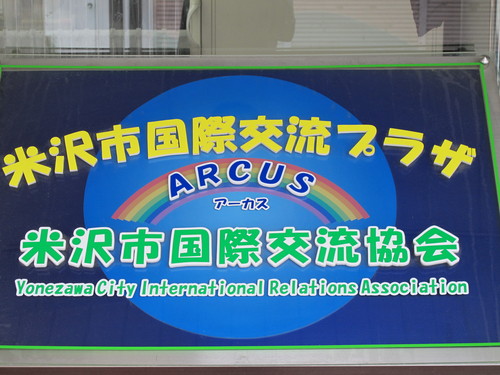 米沢市国際交流プラザ
ARCUS
アーカス
米沢市国際交流協会
Yonezawa City International Relations Association